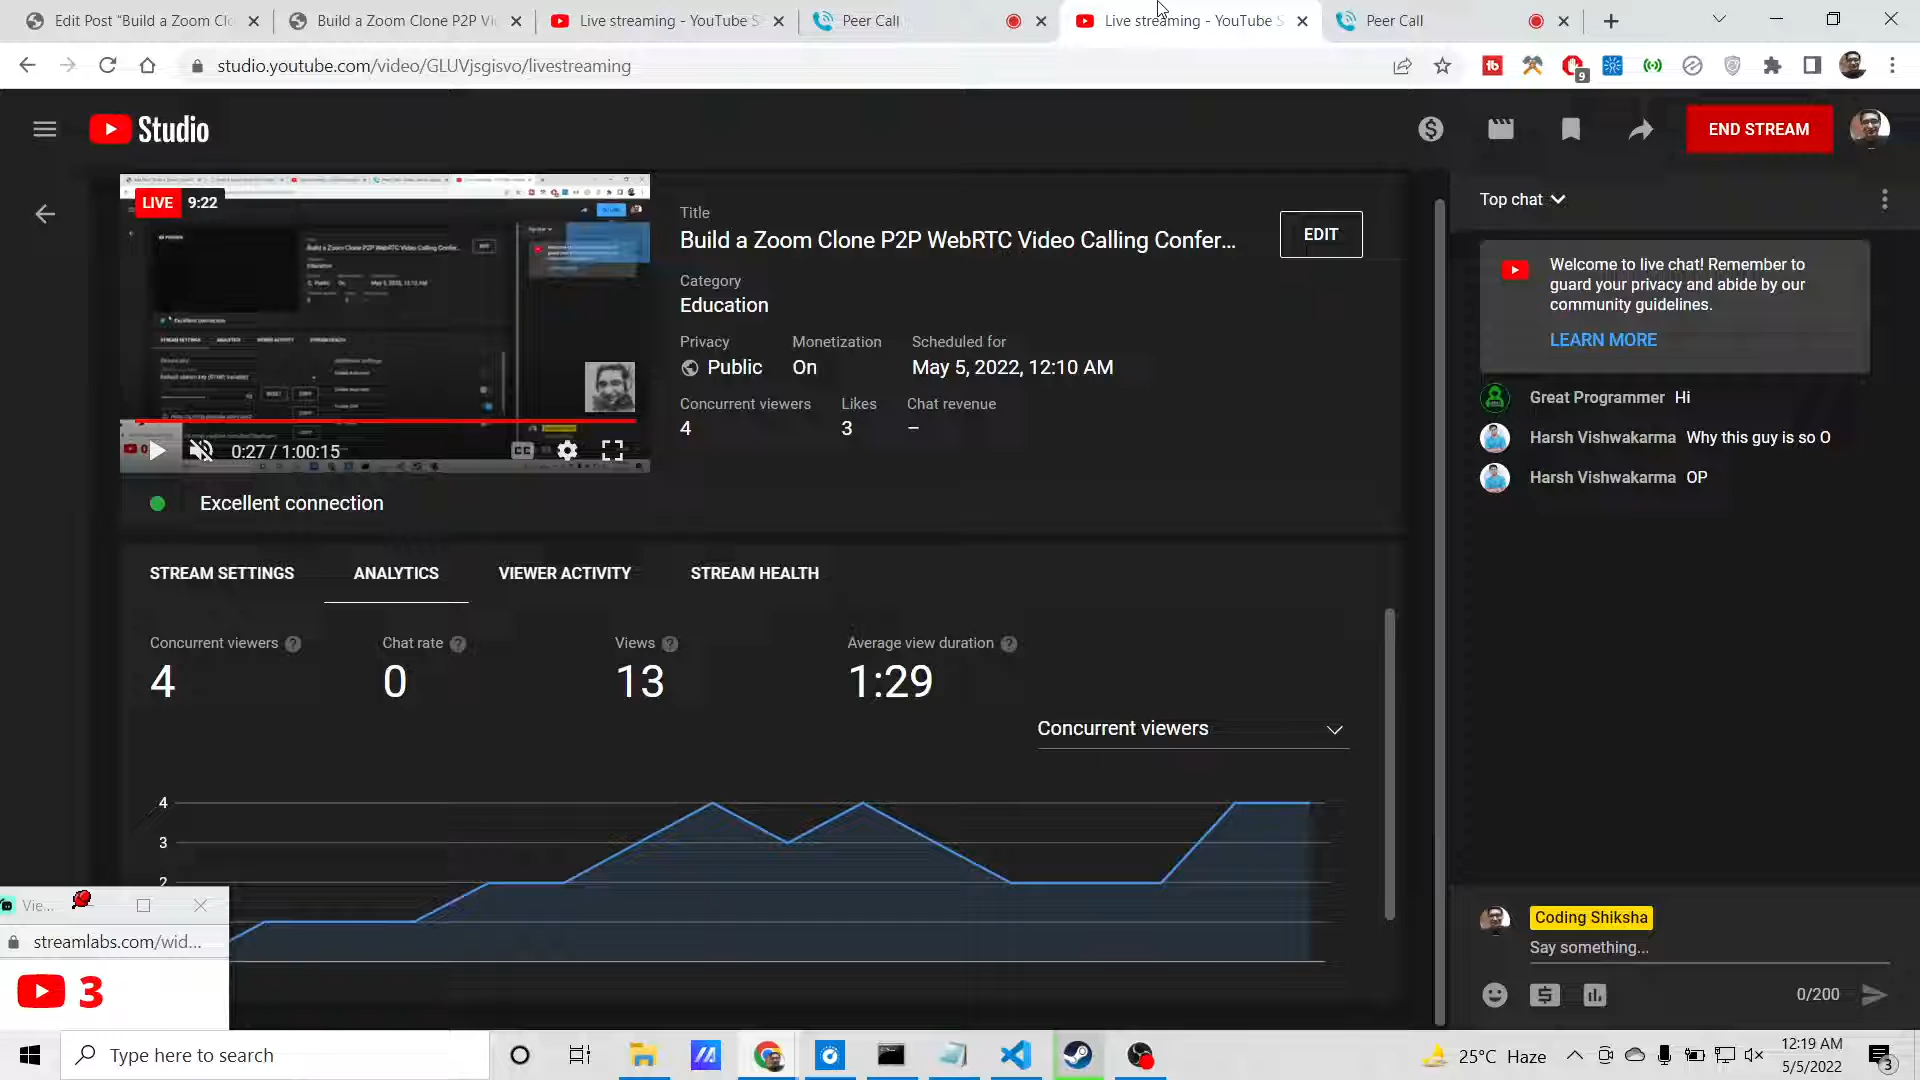 Edit Post "Build a Zoom Clo
Build a Zoom Clone P2P Vi
Live streaming - YouTube S
Peer Call
Live streaming - YouTube S
Peer Call
studio.youtube.com/video/GLUVjsgisvo/livestreaming
9
Studio
END STREAM
LIVE 9:22
0:27 / 1:00:15
CC
Excellent connection
Title
Build a Zoom Clone P2P WebRTC Video Calling Confer...
EDIT
Category
Education
Privacy Monetization Scheduled for
Public On May 5, 2022, 12:10 AM
Concurrent viewers Likes Chat revenue
4 3 –
Top chat
Welcome to live chat! Remember to
guard your privacy and abide by our
community guidelines.
LEARN MORE
Great Programmer Hi
Harsh Vishwakarma Why this guy is so O
Harsh Vishwakarma OP
STREAM SETTINGS ANALYTICS VIEWER ACTIVITY STREAM HEALTH
Concurrent viewers Chat rate Views Average view duration
4 0 13 1:29
Concurrent viewers
4
3
2
Coding Shiksha
Say something...
0/200
Vie...
streamlabs.com/wid...
3
Type here to search
25°C Haze
12:19 AM
5/5/2022
3